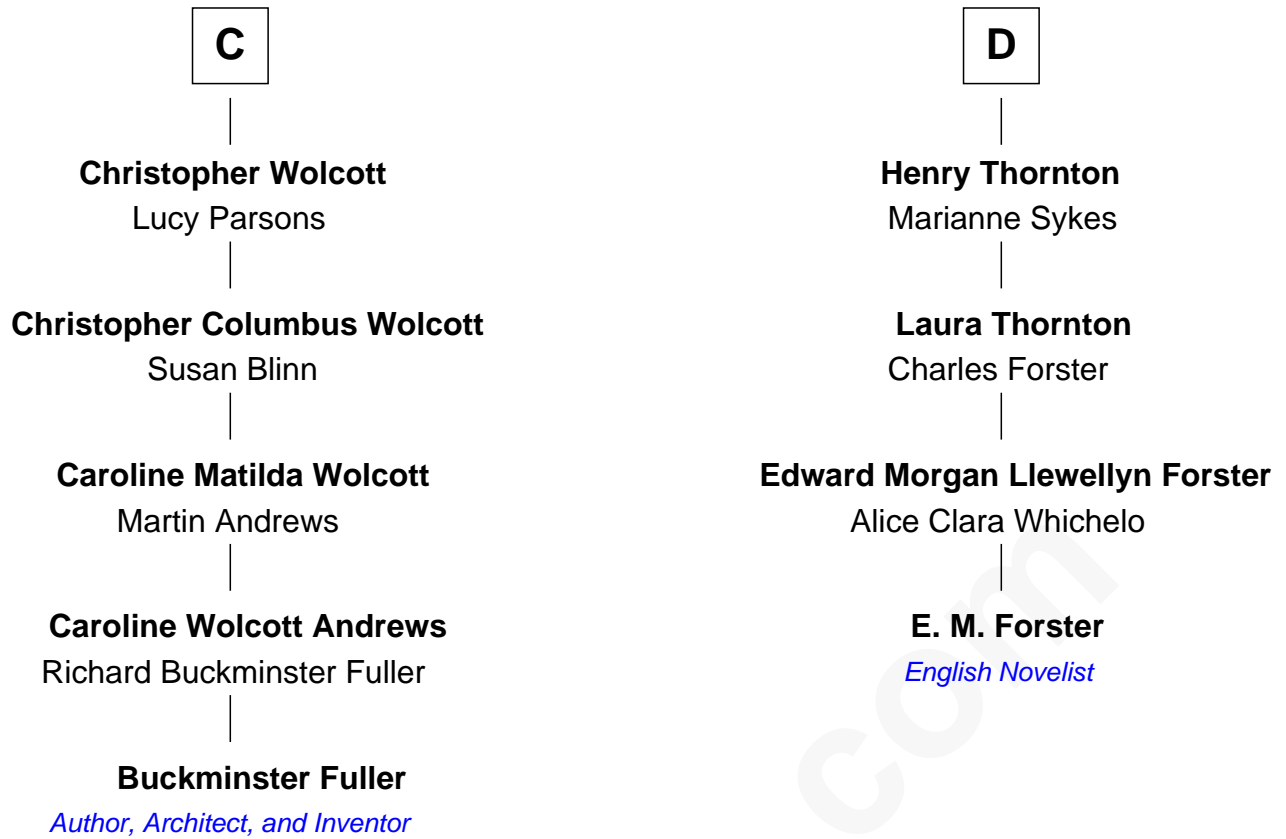 C
Christopher Wolcott
Lucy Parsons
Christopher Columbus Wolcott
Susan Blinn
Caroline Matilda Wolcott
Martin Andrews
Caroline Wolcott Andrews
Richard Buckminster Fuller
Buckminster Fuller
Author, Architect, and Inventor
D
Henry Thornton
Marianne Sykes
Laura Thornton
Charles Forster
Edward Morgan Llewellyn Forster
Alice Clara Whichelo
E. M. Forster
English Novelist
com